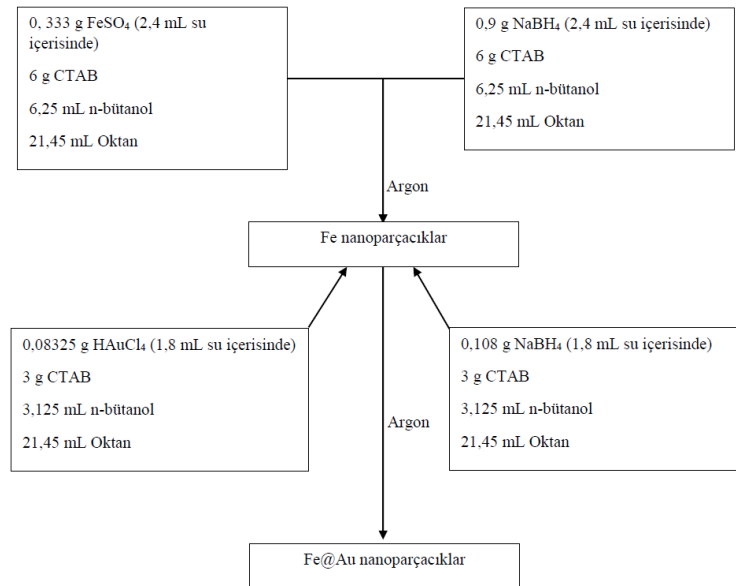 0, 333 g FeSO₄ (2,4 mL su
içerisinde)
6 g CTAB
6,25 mL n-bütanol
21,45 mL Oktan
0,9 g NaBH₄ (2,4 mL su içerisinde)
6 g CTAB
6,25 mL n-bütanol
21,45 mL Oktan
Argon
Fe nanoparçacıklar
0,08325 g HAuCl₄ (1,8 mL su içerisinde)
3 g CTAB
3,125 mL n-bütanol
21,45 mL Oktan
0,108 g NaBH₄ (1,8 mL su içerisinde)
3 g CTAB
3,125 mL n-bütanol
21,45 mL Oktan
Argon
Fe@Au nanoparçacıklar